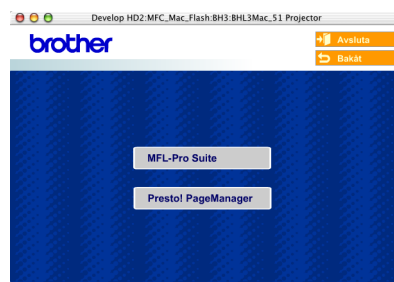 Develop HD2:MFC_Mac_Flash:BH3:BHL3Mac_51 Projector
brother
Avsluta
Bakåt
MFL-Pro Suite
Presto! PageManager